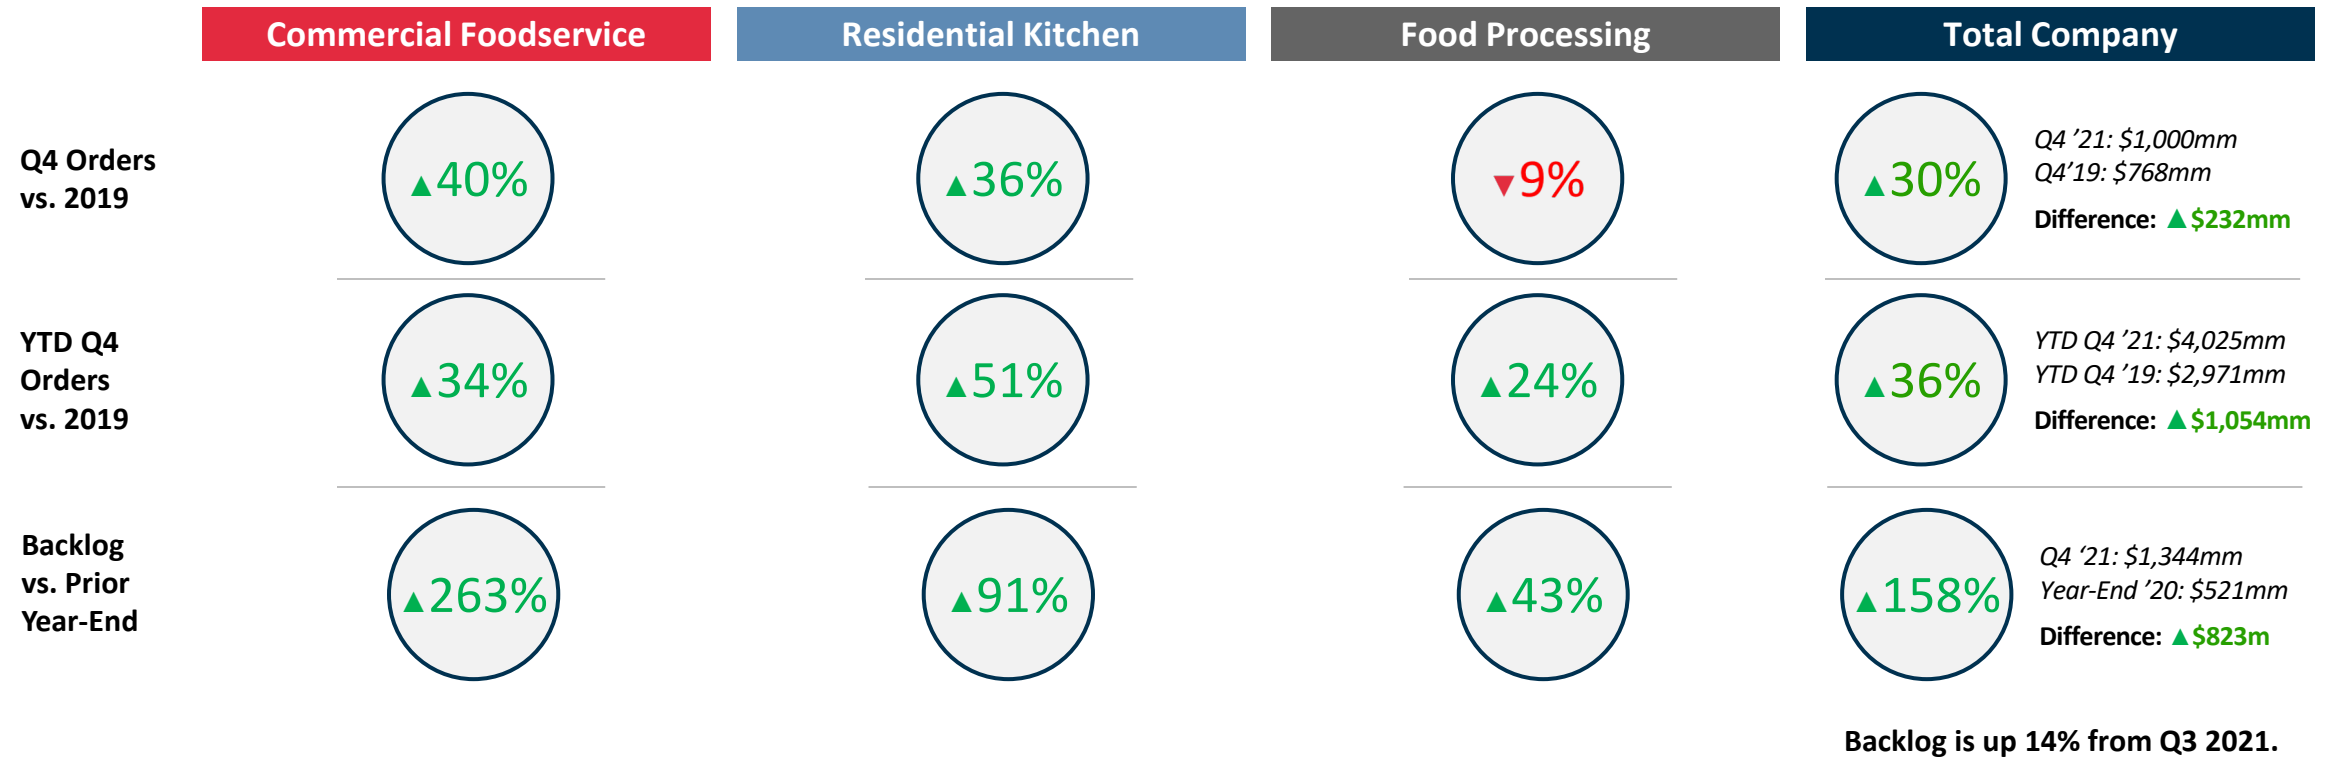 Commercial Foodservice
Residential Kitchen
Food Processing
Total Company
Q4 Orders
vs. 2019
▲40%
▲36%
▼9%
▲30%
Q4 ’21: $1,000mm
Q4’19: $768mm
Difference: ▲$232mm
YTD Q4
Orders
vs. 2019
▲34%
▲51%
▲24%
▲36%
YTD Q4 ’21: $4,025mm
YTD Q4 ’19: $2,971mm
Difference: ▲$1,054mm
Backlog
vs. Prior
Year-End
▲263%
▲91%
▲43%
▲158%
Q4 ‘21: $1,344mm
Year-End ’20: $521mm
Difference: ▲$823m
Backlog is up 14% from Q3 2021.